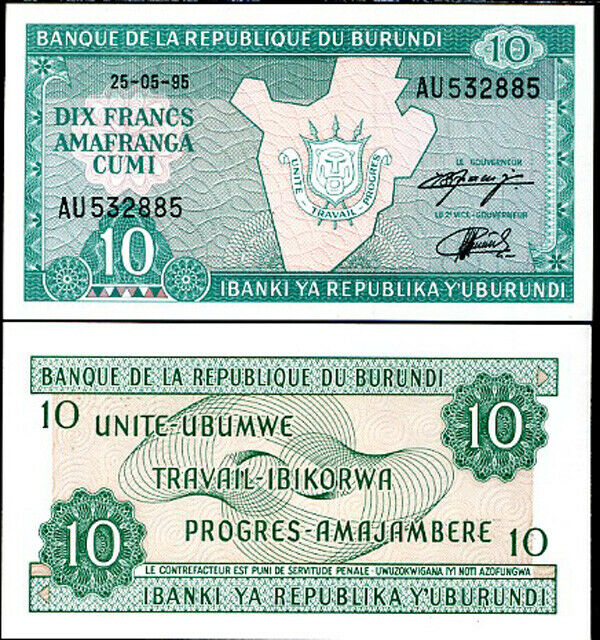 BANQUE DE LA REPUBLIQUE DU BURUNDI
10
25-05-95
AU532885
DIX FRANCS
AMAFRANGA
CUMI
LE GOUVERNEUR
UNITE - TRAVAIL - PROGRES
AU532885
LE 2e VICE-GOUVERNEUR
10
IBANKI YA REPUBLIKA Y'UBURUNDI
BANQUE DE LA REPUBLIQUE DU BURUNDI
10
UNITE-UBUMWE
10
TRAVAIL-IBIKORWA
10
PROGRES-AMAJAMBERE
10
LE CONTREFACTEUR EST PUNI DE SERVITUDE PENALE - UWUZOKWIGANA IYI NOTI AZOFUNGWA
IBANKI YA REPUBLIKA Y'UBURUNDI